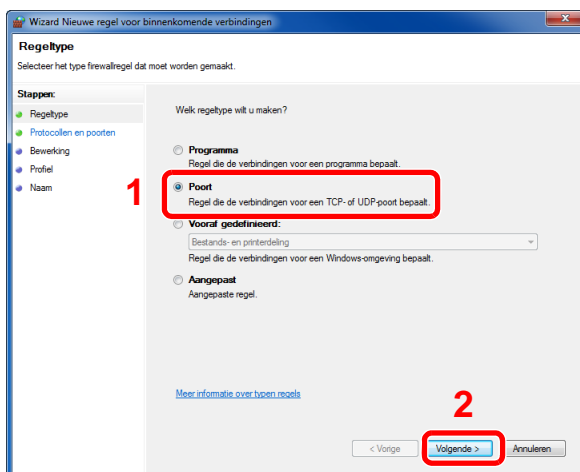 Wizard Nieuwe regel voor binnenkomende verbindingen
Regeltype
Selecteer het type firewallregel dat moet worden gemaakt.
Stappen:
Regeltype
Protocollen en poorten
Bewerking
Profiel
Naam
Welk regeltype wilt u maken?
Programma
Regel die de verbindingen voor een programma bepaalt.
1
Poort
Regel die de verbindingen voor een TCP- of UDP-poort bepaalt.
Vooraf gedefinieerd:
Bestands- en printerdeling
Regel die de verbindingen voor een Windows-omgeving bepaalt.
Aangepast
Aangepaste regel.
Meer informatie over typen regels
2
< Vorige Volgende > Annuleren